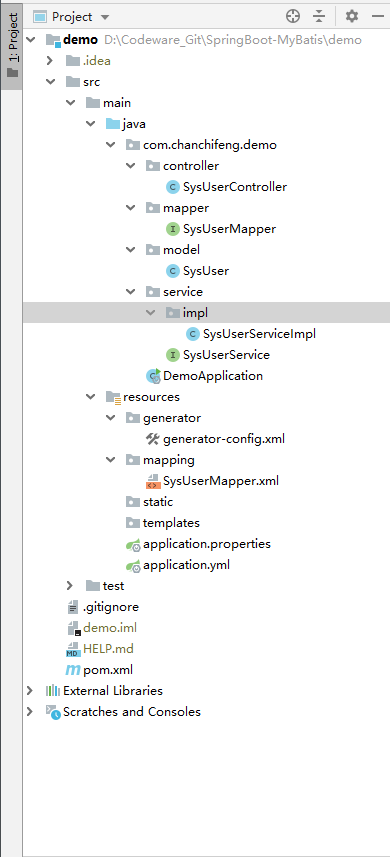 1: Project
Project
demo D:\Codeware_Git\SpringBoot-MyBatis\demo
.idea
src
main
java
com.chanchifeng.demo
controller
C SysUserController
mapper
I SysUserMapper
model
C SysUser
service
impl
C SysUserServiceImpl
I SysUserService
DemoApplication
resources
generator
generator-config.xml
mapping
SysUserMapper.xml
static
templates
application.properties
application.yml
test
.gitignore
demo.iml
MD HELP.md
m pom.xml
External Libraries
Scratches and Consoles